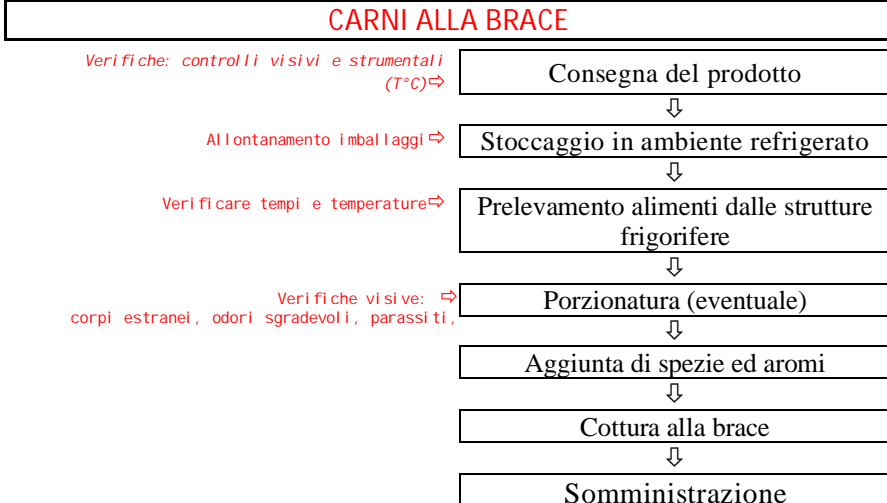 CARNI ALLA BRACE
Verifiche: controlli visivi e strumentali
(T°C)⇨
Consegna del prodotto
⇩
Allontanamento imballaggi⇨
Stoccaggio in ambiente refrigerato
⇩
Verificare tempi e temperature⇨
Prelevamento alimenti dalle strutture
frigorifere
⇩
Verifiche visive: ⇨
corpi estranei, odori sgradevoli, parassiti,
Porzionatura (eventuale)
⇩
Aggiunta di spezie ed aromi
⇩
Cottura alla brace
⇩
Somministrazione